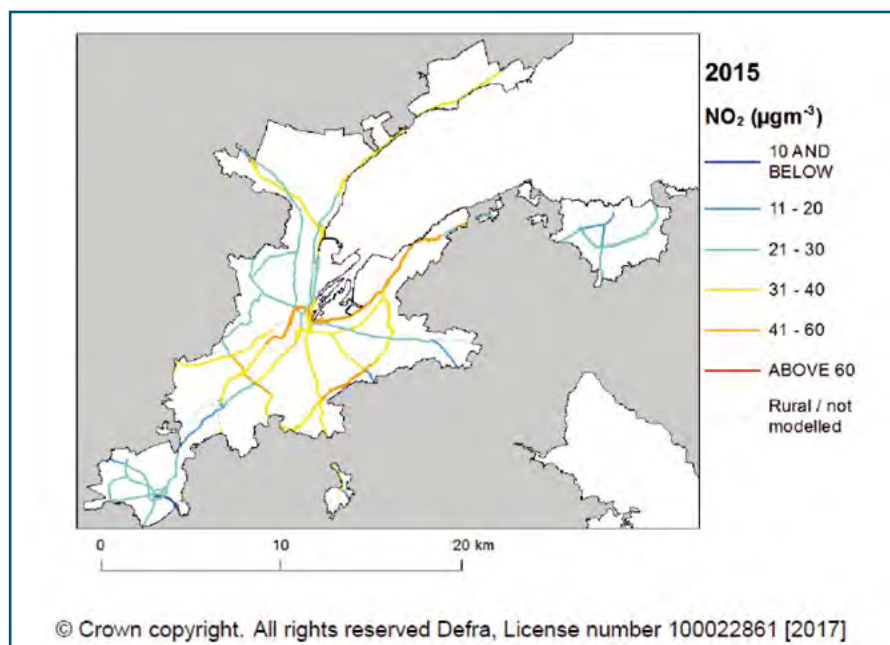 2015
NO₂ (µgm-³)
10 AND
BELOW
11 - 20
21 - 30
31 - 40
41 - 60
ABOVE 60
Rural / not
modelled
0 10 20 km
© Crown copyright. All rights reserved Defra, License number 100022861 [2017]